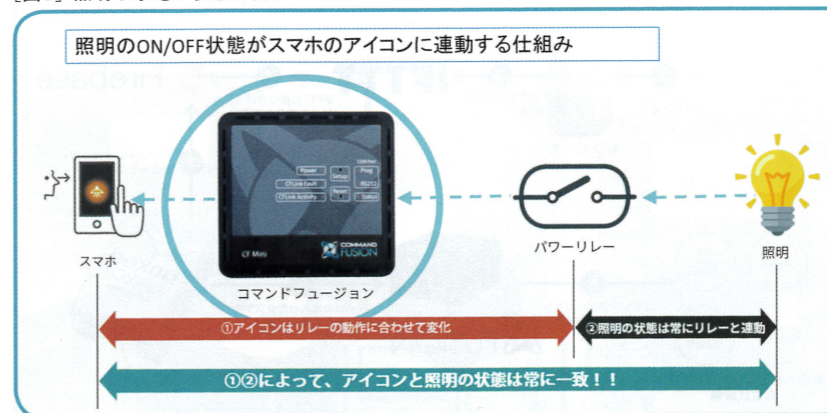 照明のON/OFF状態がスマホのアイコンに連動する仕組み
COM Port
Power
Setup
Prog
CFLink Fault
RS232
CFLink Activity
Reset
Status
CF Mini
COMMAND
FUSION
スマホ
コマンドフュージョン
パワーリレー
照明
①アイコンはリレーの動作に合わせて変化
②照明の状態は常にリレーと連動
①②によって、アイコンと照明の状態は常に一致！！